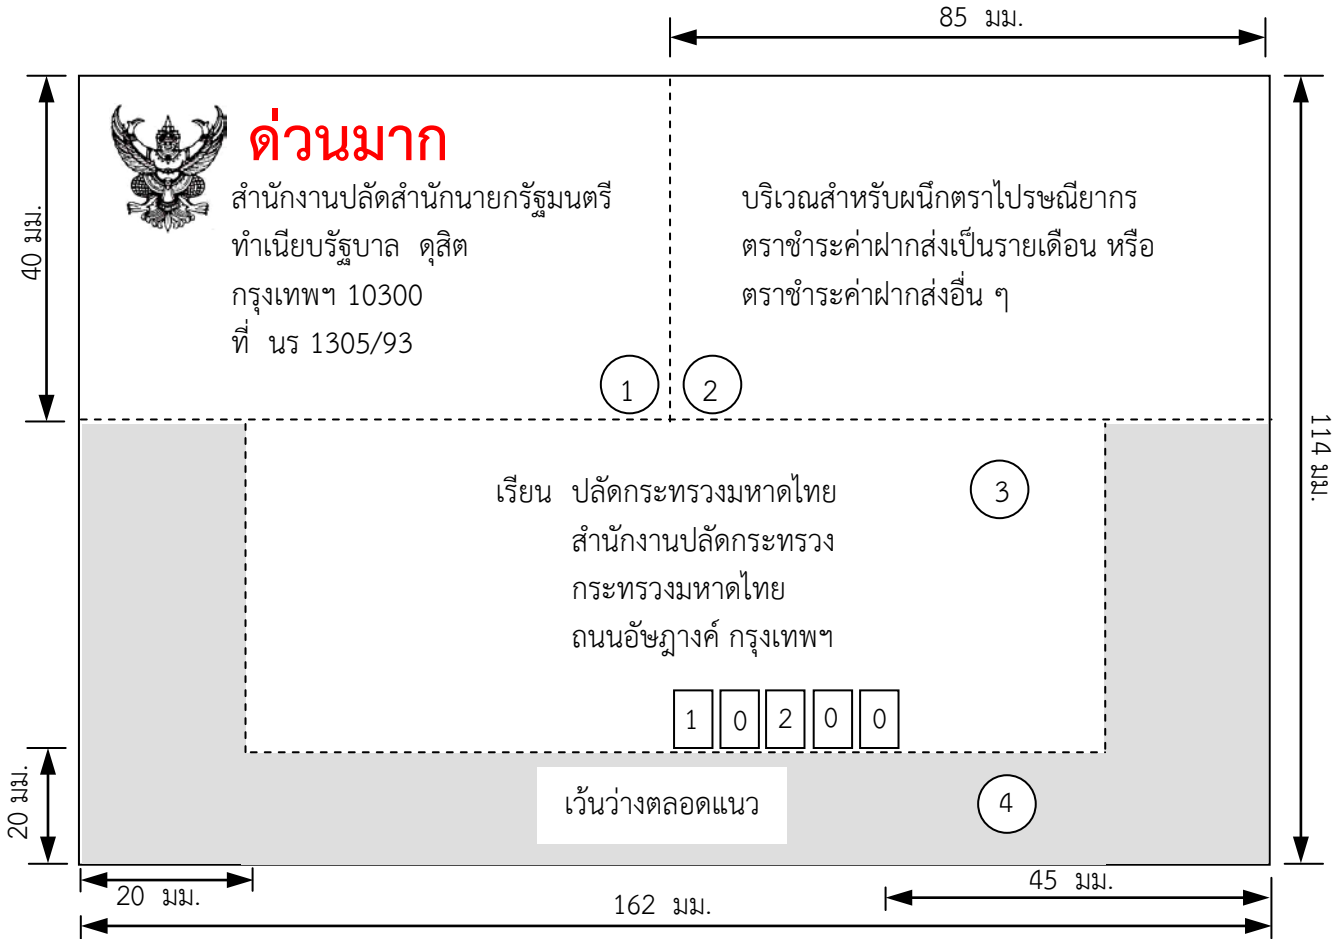 85 มม.
ด่วนมาก
สำนักงานปลัดสำนักนายกรัฐมนตรี
ทำเนียบรัฐบาล ดุสิต
กรุงเทพฯ 10300
ที่ นร 1305/93
บริเวณสำหรับผนึกตราไปรษณียากร
ตราชำระค่าฝากส่งเป็นรายเดือน หรือ
ตราชำระค่าฝากส่งอื่น ๆ
40 มม.
1
2
114 มม.
3
เรียน ปลัดกระทรวงมหาดไทย
สำนักงานปลัดกระทรวง
กระทรวงมหาดไทย
ถนนอัษฎางค์ กรุงเทพฯ
1 0 2 0 0
20 มม.
เว้นว่างตลอดแนว
4
20 มม.
45 มม.
162 มม.